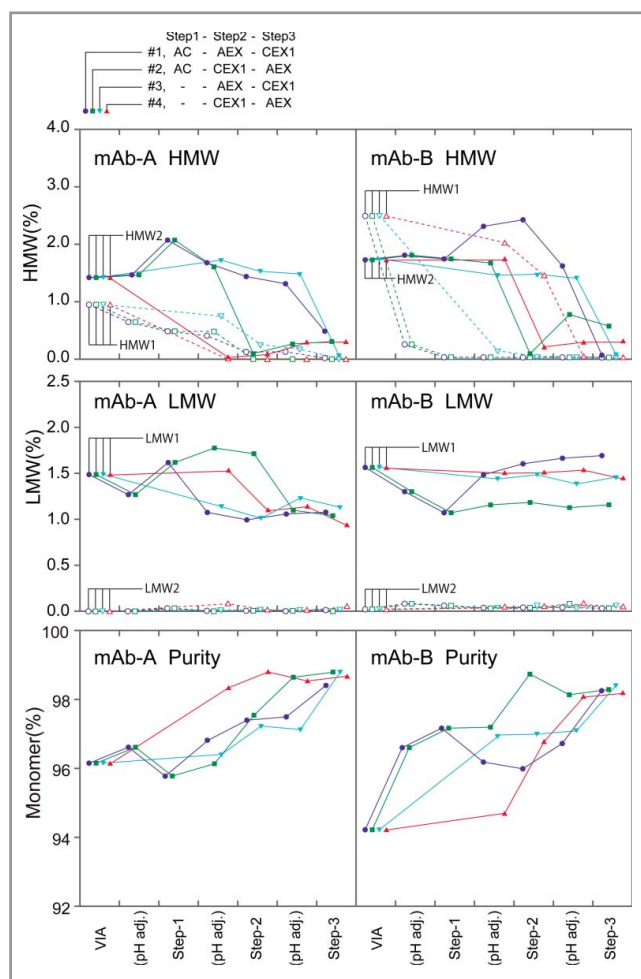 Step1 - Step2 - Step3
#1, AC - AEX - CEX1
#2, AC - CEX1 - AEX
#3, - - AEX - CEX1
#4, - - CEX1 - AEX
4.0
3.0
2.0
1.0
0.0
HMW(%)
mAb-A HMW
HMW2
HMW1
mAb-B HMW
HMW1
HMW2
2.5
2.0
1.5
1.0
0.5
0.0
LMW(%)
mAb-A LMW
LMW1
LMW2
mAb-B LMW
LMW1
LMW2
100
98
96
94
92
Monomer(%)
mAb-A Purity
mAb-B Purity
VIA
(pH adj.)
Step-1
(pH adj.)
Step-2
(pH adj.)
Step-3
VIA
(pH adj.)
Step-1
(pH adj.)
Step-2
(pH adj.)
Step-3